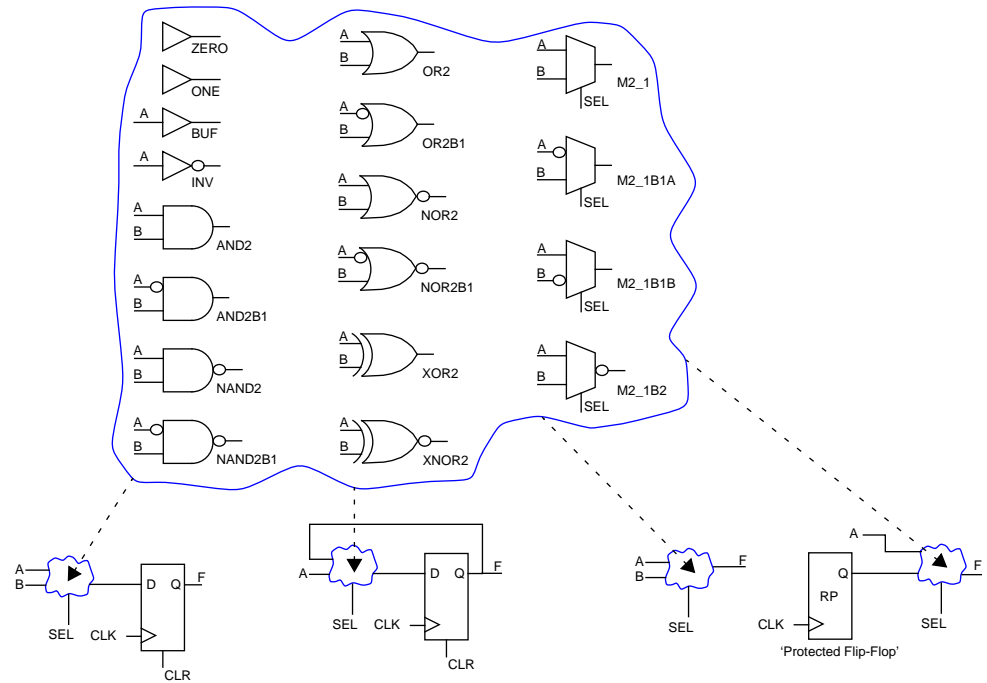 ZERO
ONE
A
BUF
A
INV
A
B
AND2
A
B
AND2B1
A
B
NAND2
A
B
NAND2B1
A
B
OR2
A
B
OR2B1
A
B
NOR2
A
B
NOR2B1
A
B
XOR2
A
B
XNOR2
A
B
M2_1
SEL
A
B
M2_1B1A
SEL
A
B
M2_1B1B
SEL
A
B
M2_1B2
SEL
A
B
SEL
D Q
F
CLK
CLR
A
SEL
D Q
F
CLK
CLR
A
B
F
SEL
A
Q
RP
F
CLK
SEL
'Protected Flip-Flop'